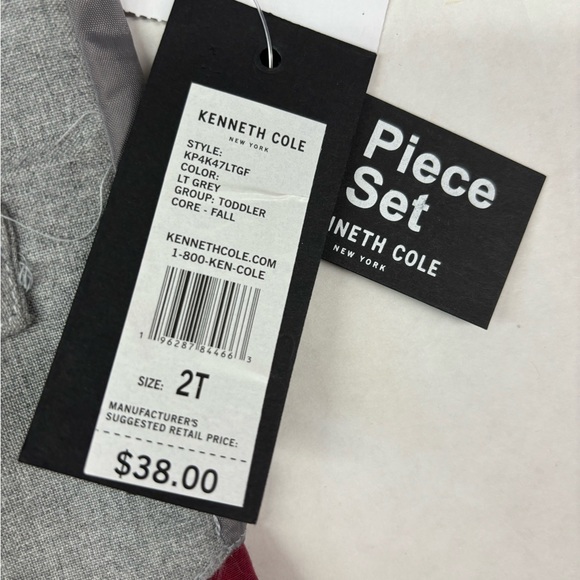 KENNETH COLE
NEW YORK
STYLE:
KP4K47LTGF
COLOR:
LT GREY
GROUP: TODDLER
CORE - FALL
KENNETHCOLE.COM
1-800-KEN-COLE
1 96287 84466 3
SIZE: 2T
MANUFACTURER'S
SUGGESTED RETAIL PRICE:
$38.00
Piece
Set
NNETH COLE
NEW YORK